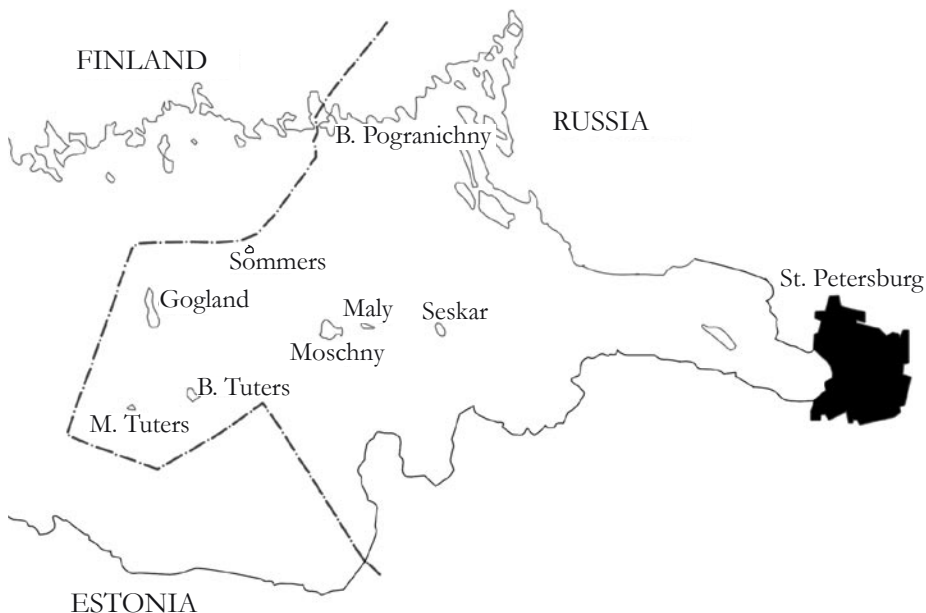 FINLAND
RUSSIA
B. Pogranichny
Sommers
St. Petersburg
Gogland
Maly
Seskar
Moschny
B. Tuters
M. Tuters
ESTONIA